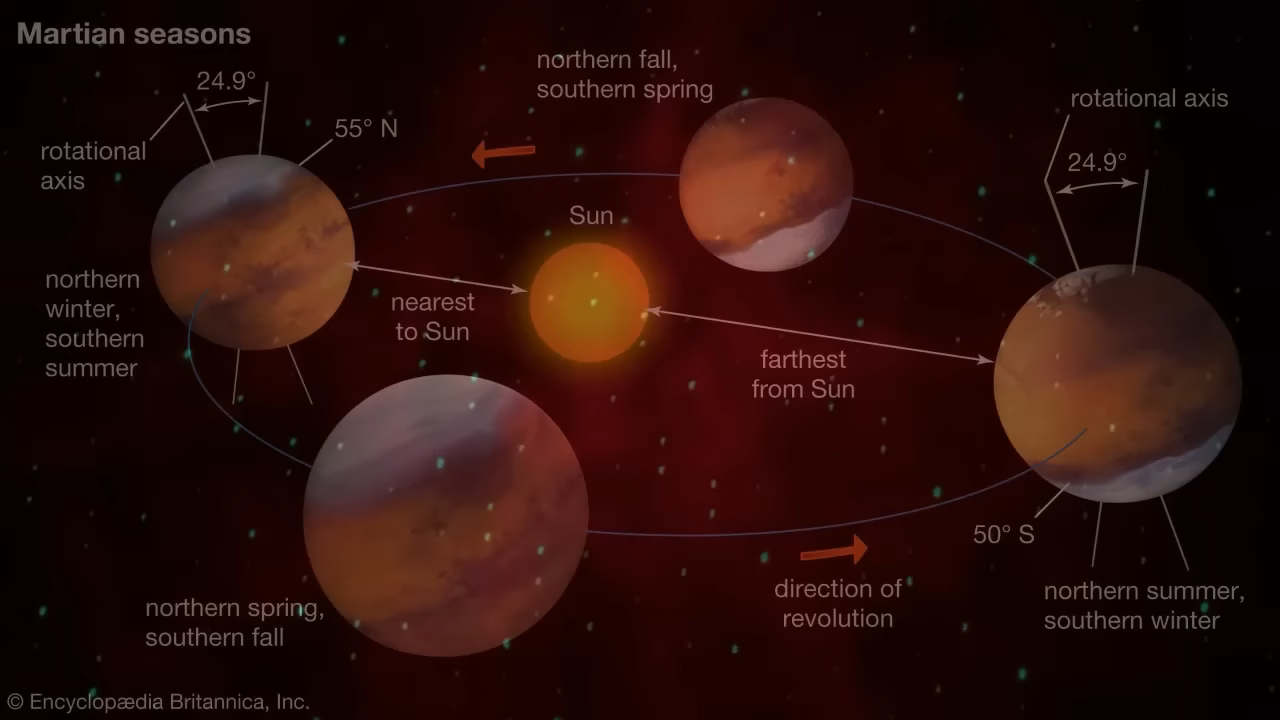 Martian seasons
24.9°
rotational
axis
55° N
northern fall,
southern spring
rotational axis
24.9°
Sun
northern
winter,
southern
summer
nearest
to Sun
farthest
from Sun
50° S
northern spring,
southern fall
direction of
revolution
northern summer,
southern winter
© Encyclopædia Britannica, Inc.